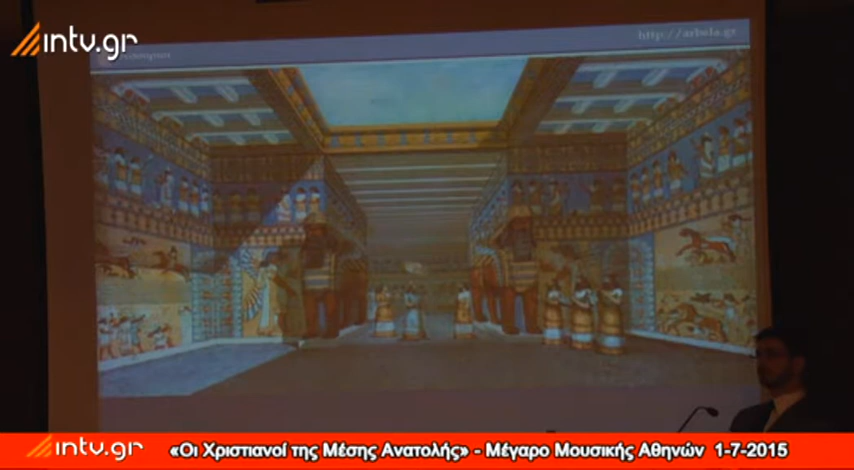 intv.gr
http://arbela.gr
intv.gr
«Οι Χριστιανοί της Μέσης Ανατολής» - Μέγαρο Μουσικής Αθηνών 1-7-2015